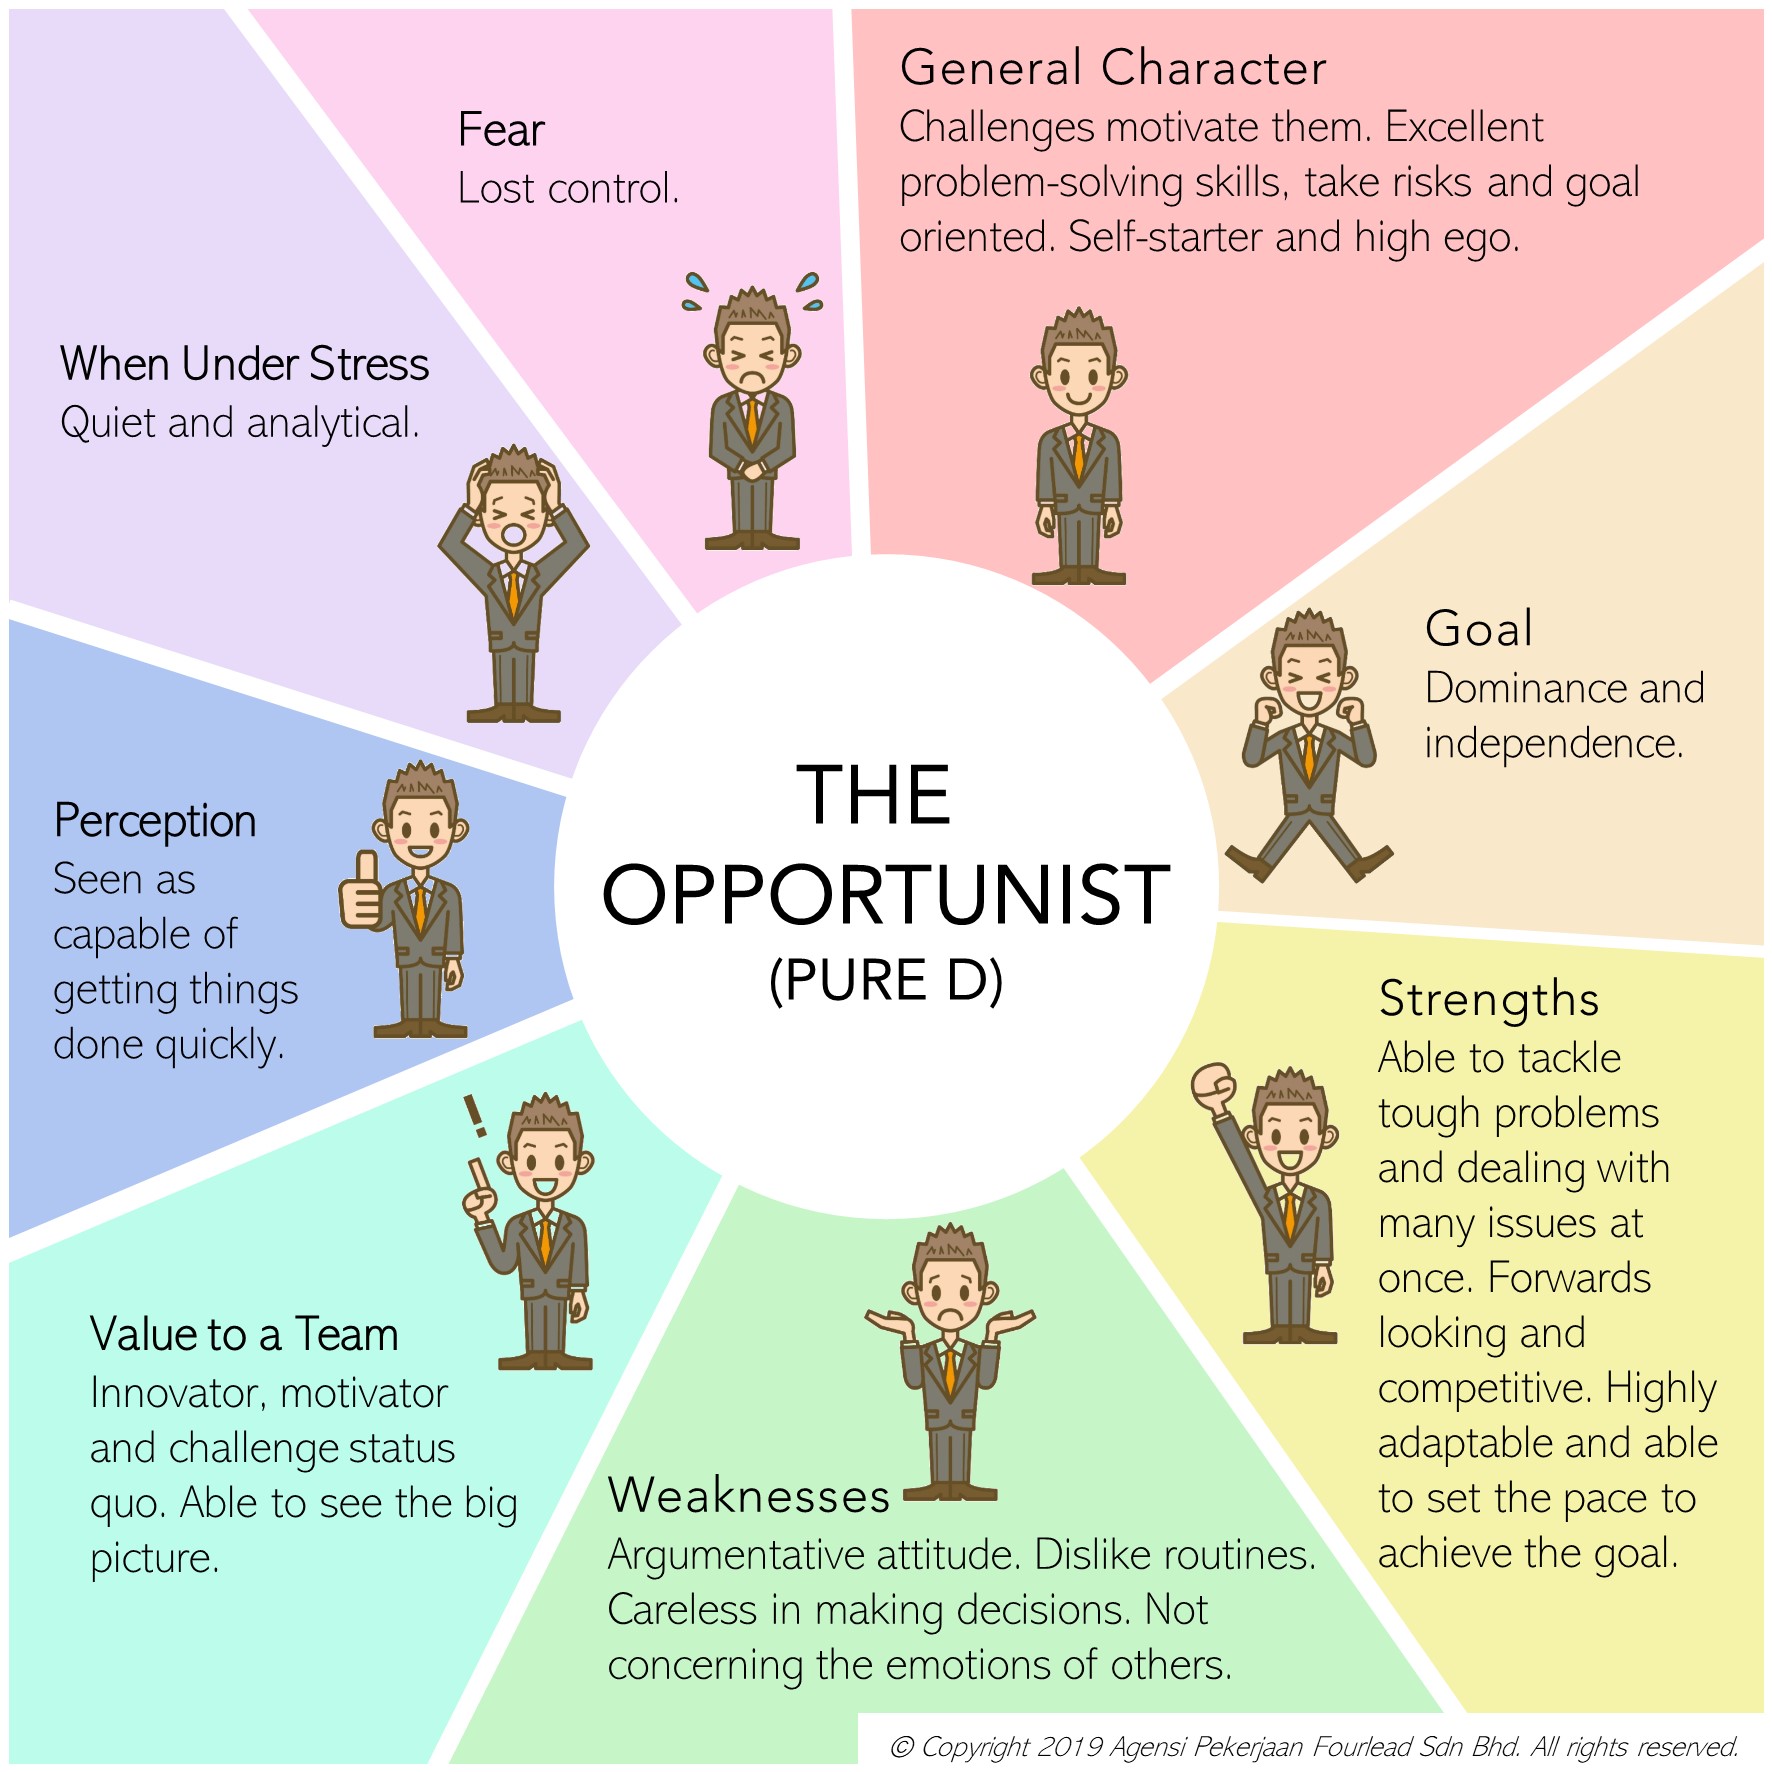 General Character
Challenges motivate them. Excellent
problem-solving skills, take risks and goal
oriented. Self-starter and high ego.
Goal
Dominance and
independence.
Strengths
Able to tackle
tough problems
and dealing with
many issues at
once. Forwards
looking and
competitive. Highly
adaptable and able
to set the pace to
achieve the goal.
Weaknesses
Argumentative attitude. Dislike routines.
Careless in making decisions. Not
concerning the emotions of others.
Value to a Team
Innovator, motivator
and challenge status
quo. Able to see the big
picture.
!
Perception
Seen as
capable of
getting things
done quickly.
When Under Stress
Quiet and analytical.
Fear
Lost control.
THE
OPPORTUNIST
(PURE D)
© Copyright 2019 Agensi Pekerjaan Fourlead Sdn Bhd. All rights reserved.